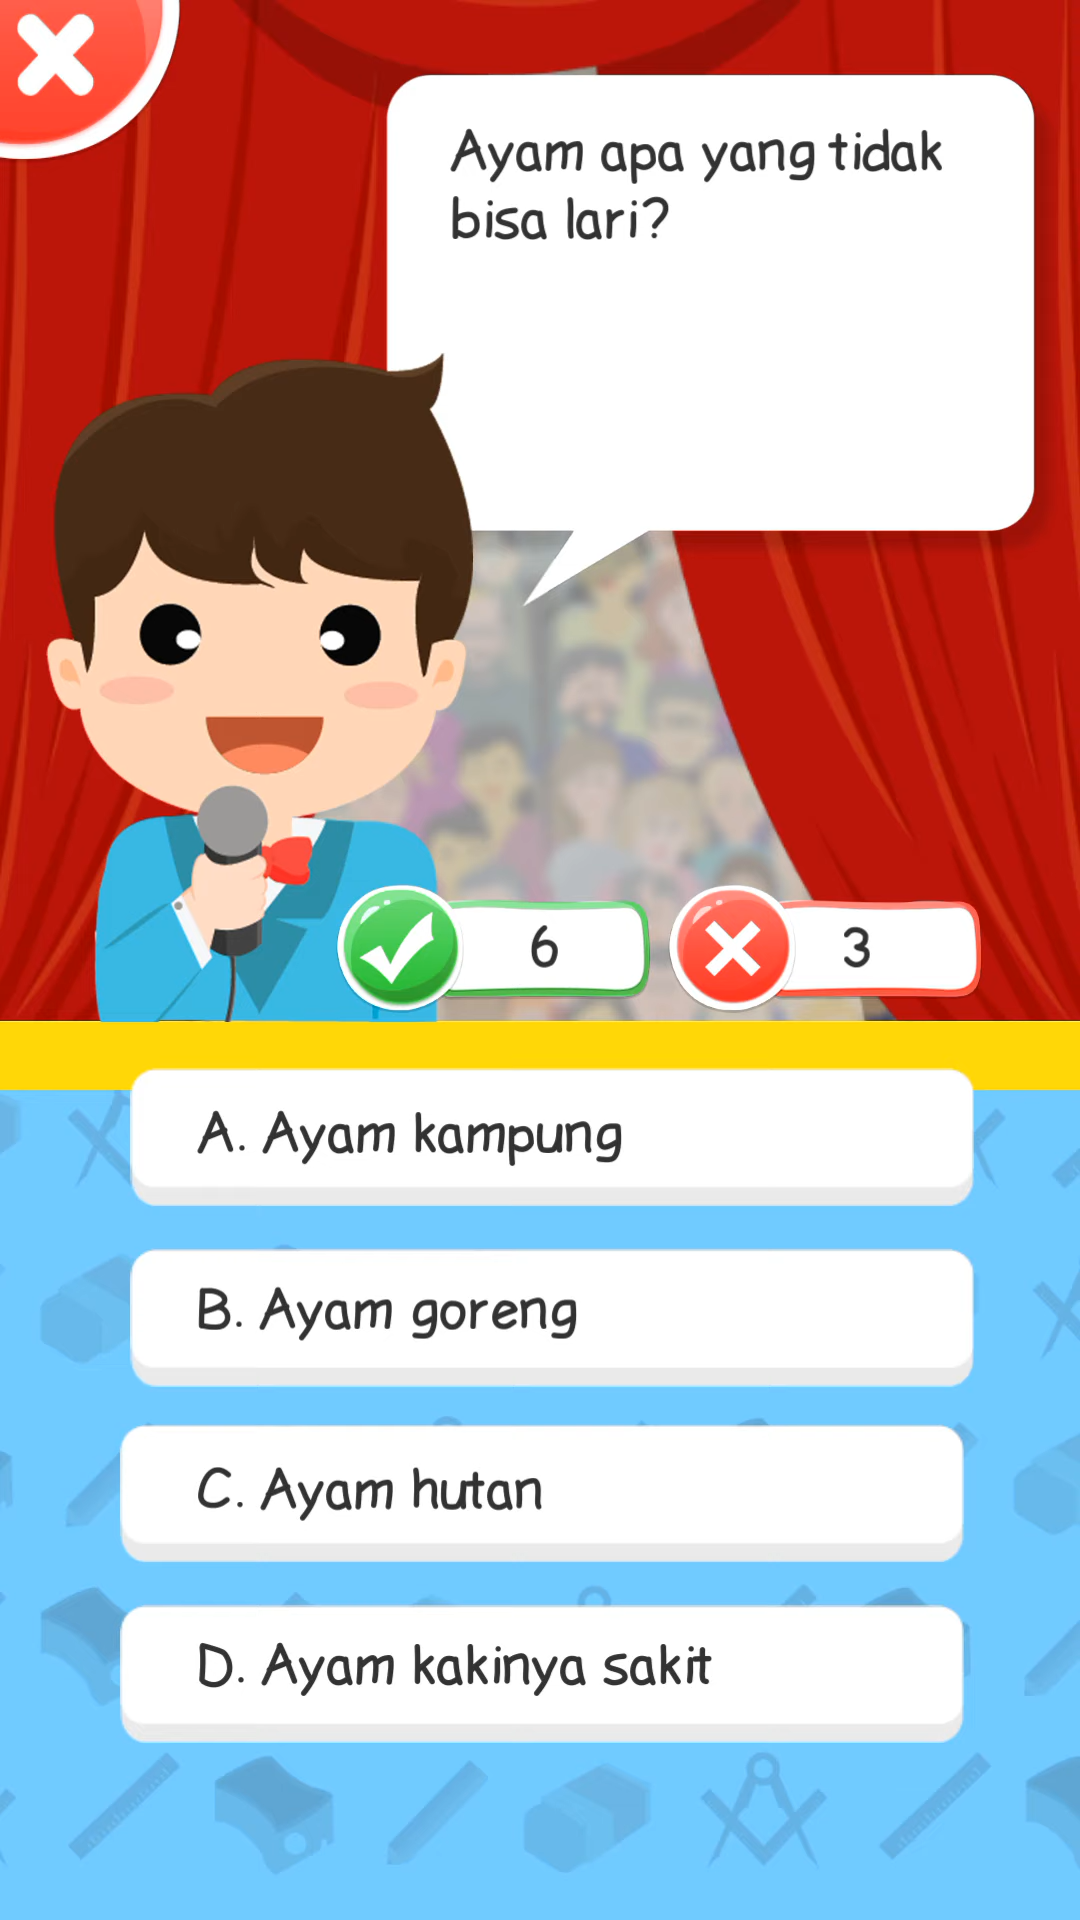 Ayam apa yang tidak
bisa lari?
6
3
A. Ayam kampung
B. Ayam goreng
C. Ayam hutan
D. Ayam kakinya sakit